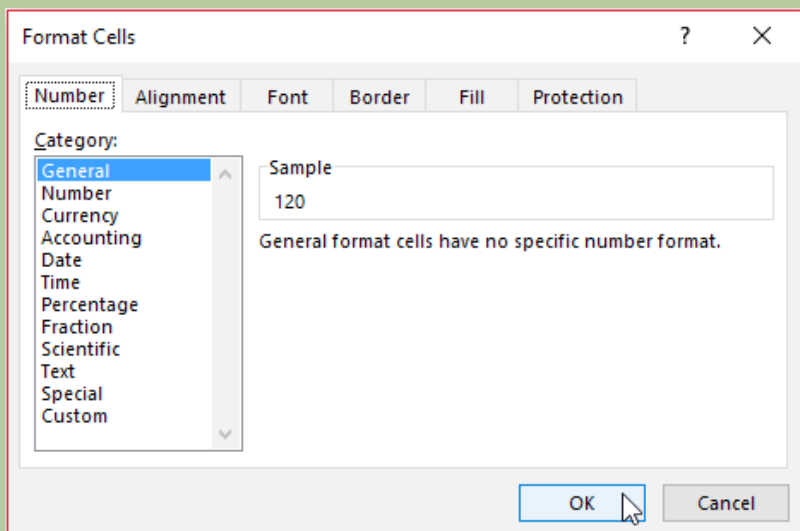 Format Cells ?
Number Alignment Font Border Fill Protection
Category:
General
Number
Currency
Accounting
Date
Time
Percentage
Fraction
Scientific
Text
Special
Custom
Sample
120
General format cells have no specific number format.
OK Cancel